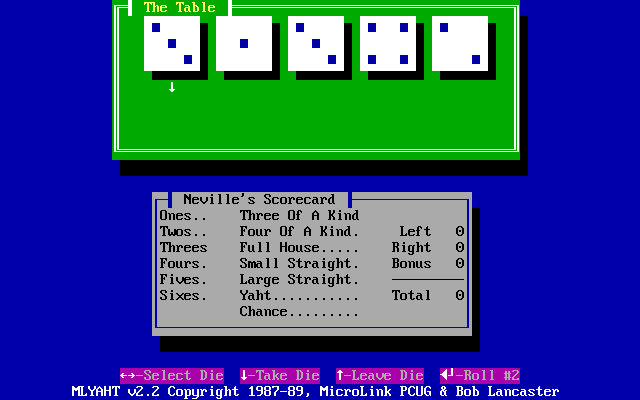 The Table
↓
Neville's Scorecard
Ones.. Three Of A Kind
Twos.. Four Of A Kind. Left 0
Threes Full House..... Right 0
Fours. Small Straight. Bonus 0
Fives. Large Straight.
Sixes. Yaht........... Total 0
Chance.........
↔-Select Die ↓-Take Die ↑-Leave Die ↵-Roll #2
MLYAHT v2.2 Copyright 1987-89, MicroLink PCUG & Bob Lancaster